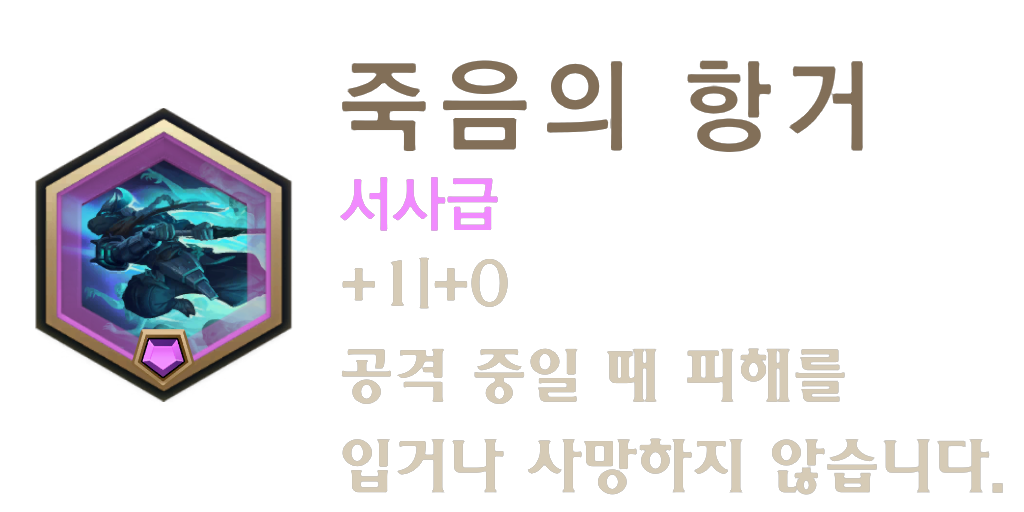 죽음의 항거
서사급
+1|+0
공격 중일 때 피해를
입거나 사망하지 않습니다.